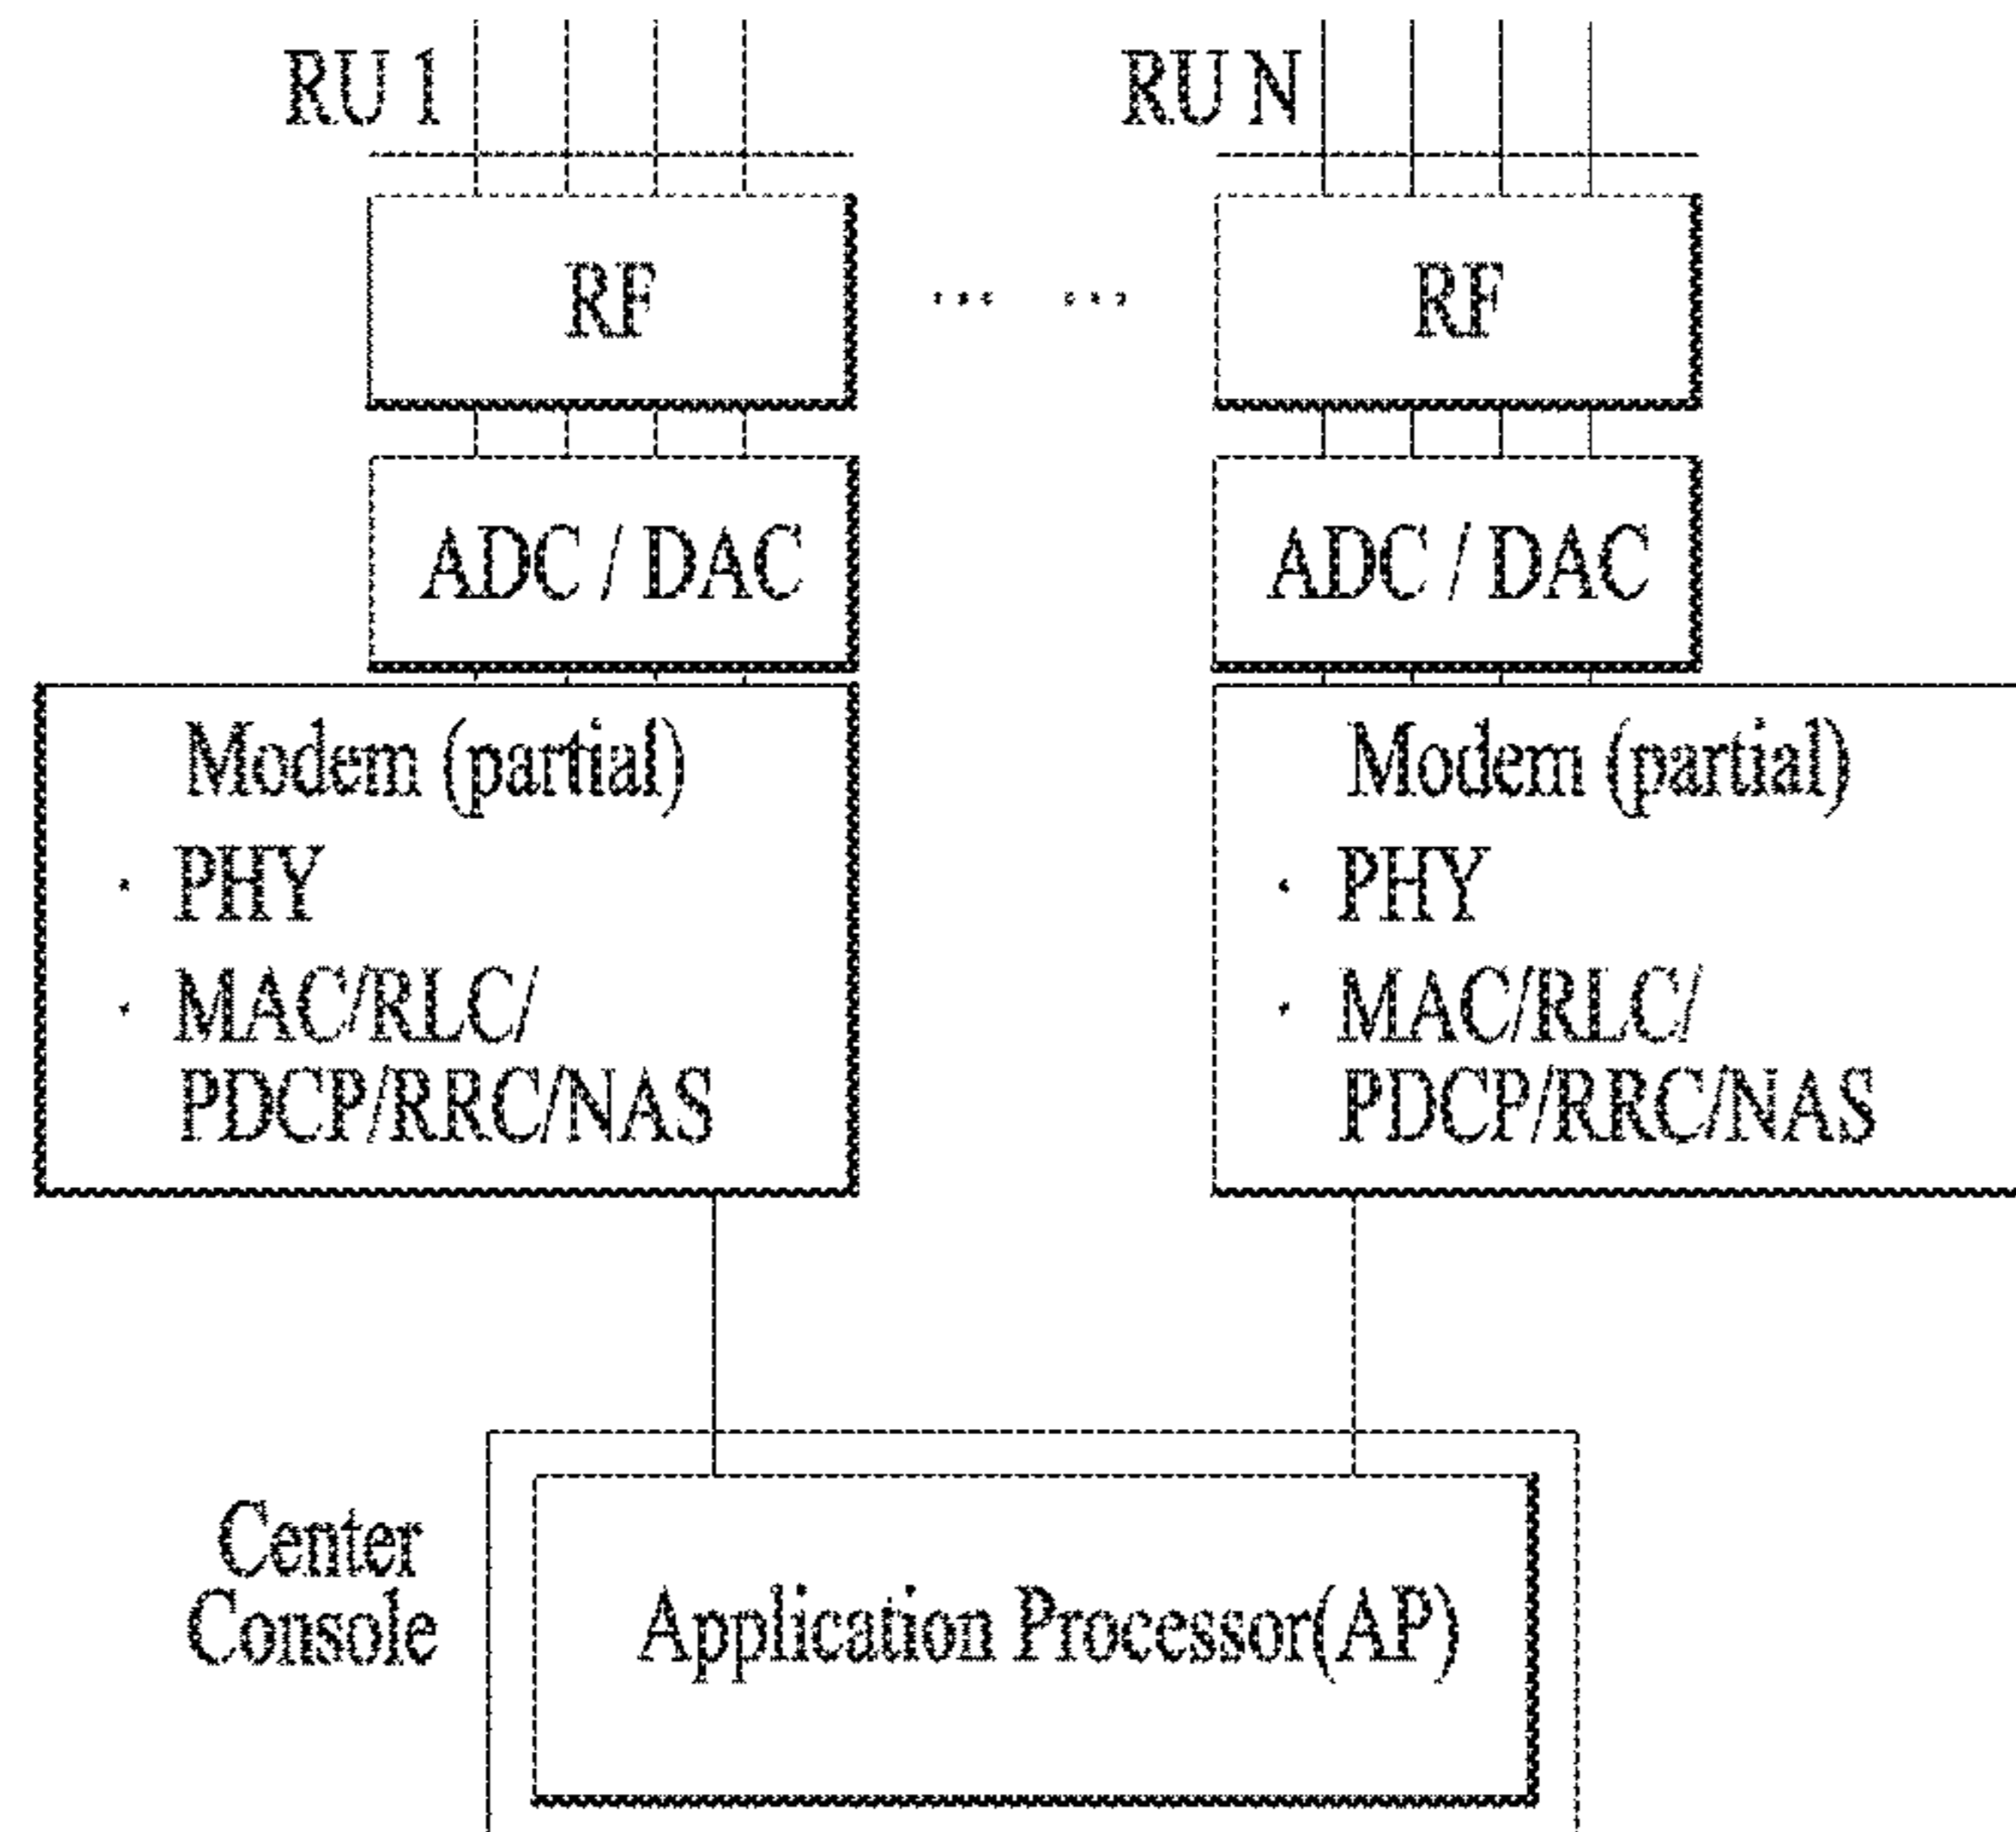 RU 1
RU N
RF
... ...
RF
ADC / DAC
ADC / DAC
Modem (partial)
· PHY
· MAC/RLC/
PDCP/RRC/NAS
Modem (partial)
· PHY
· MAC/RLC/
PDCP/RRC/NAS
Center
Console
Application Processor(AP)